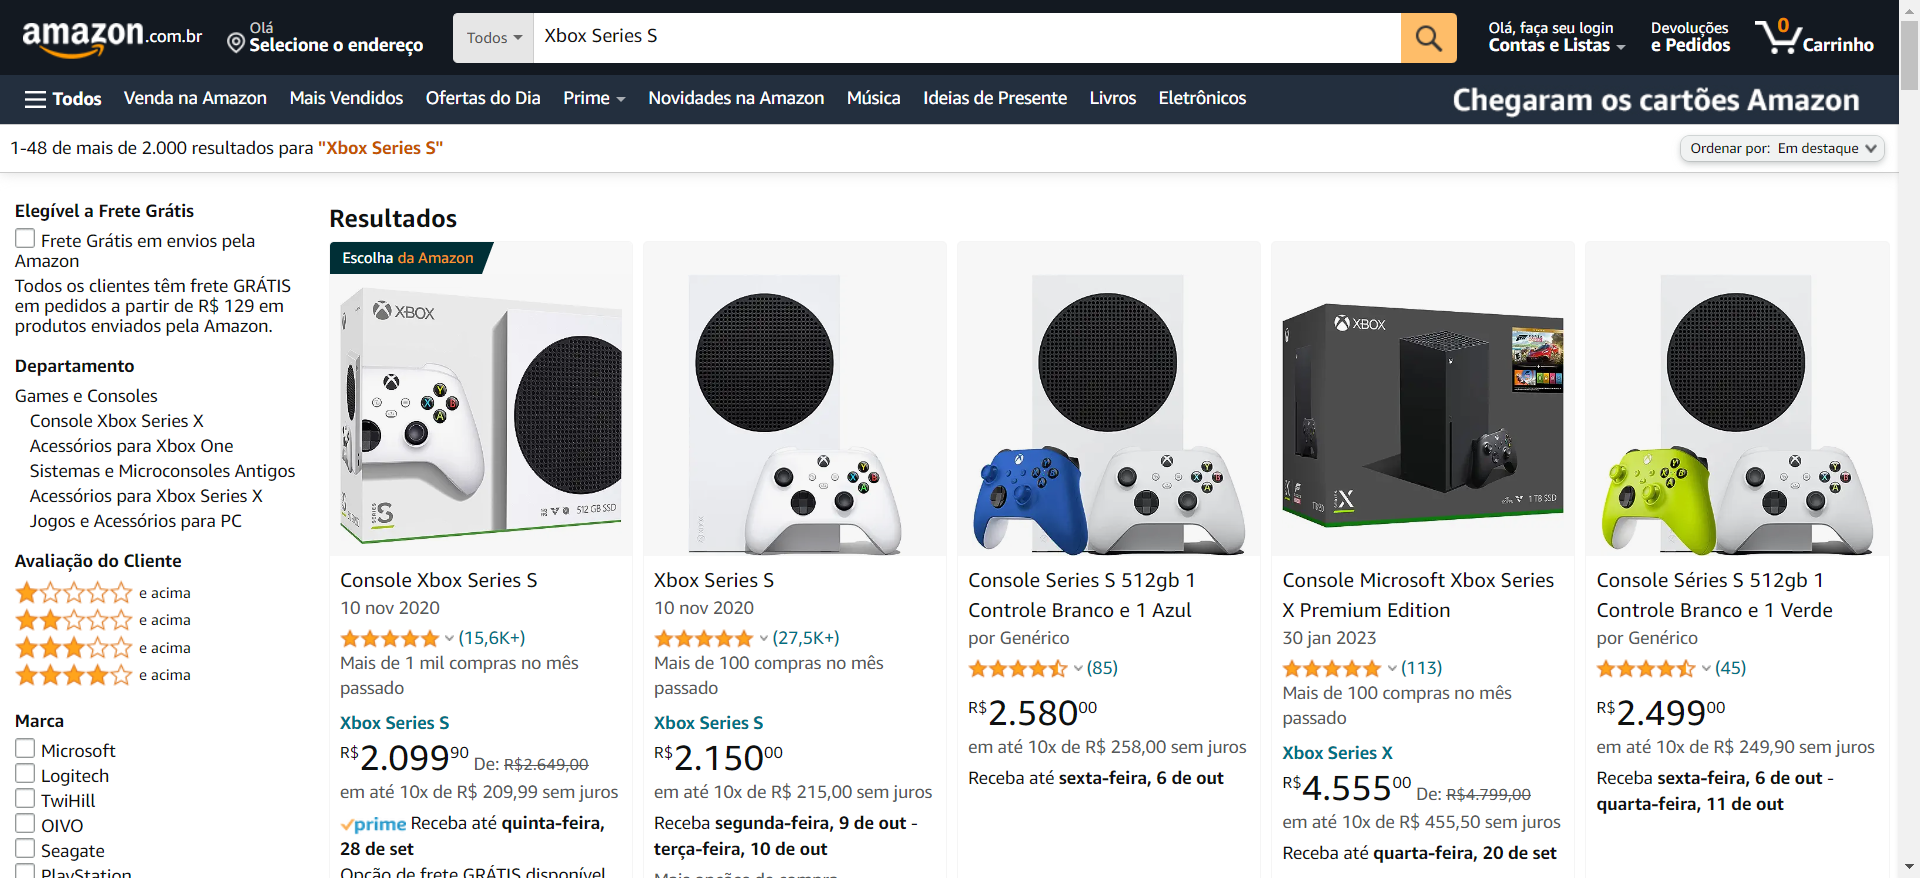 amazon.com.br
Olá
Selecione o endereço
Todos
Xbox Series S
Olá, faça seu login
Contas e Listas
Devoluções
e Pedidos
0
Carrinho
Todos
Venda na Amazon
Mais Vendidos
Ofertas do Dia
Prime
Novidades na Amazon
Música
Ideias de Presente
Livros
Eletrônicos
Chegaram os cartões Amazon
1-48 de mais de 2.000 resultados para "Xbox Series S"
Ordenar por: Em destaque
Elegível a Frete Grátis
Frete Grátis em envios pela
Amazon
Todos os clientes têm frete GRÁTIS
em pedidos a partir de R$ 129 em
produtos enviados pela Amazon.
Departamento
Games e Consoles
Console Xbox Series X
Acessórios para Xbox One
Sistemas e Microconsoles Antigos
Acessórios para Xbox Series X
Jogos e Acessórios para PC
Avaliação do Cliente
e acima
e acima
e acima
e acima
Marca
Microsoft
Logitech
TwiHill
OIVO
Seagate
PlayStation
Resultados
Escolha da Amazon
XBOX
Y
X
B
A
SERIES
S
512 GB SSD
Console Xbox Series S
10 nov 2020
(15,6K+)
Mais de 1 mil compras no mês
passado
Xbox Series S
R$2.09990 De: R$2.649,00
em até 10x de R$ 209,99 sem juros
prime Receba até quinta-feira,
28 de set
Opção de frete GRÁTIS disponível
Xbox Series S
10 nov 2020
(27,5K+)
Mais de 100 compras no mês
passado
Xbox Series S
R$2.15000
em até 10x de R$ 215,00 sem juros
Receba segunda-feira, 9 de out -
terça-feira, 10 de out
Mais opções de compra
Console Series S 512gb 1
Controle Branco e 1 Azul
por Genérico
(85)
R$2.58000
em até 10x de R$ 258,00 sem juros
Receba até sexta-feira, 6 de out
XBOX
X
1 TB SSD
Console Microsoft Xbox Series
X Premium Edition
30 jan 2023
(113)
Mais de 100 compras no mês
passado
Xbox Series X
R$4.55500 De: R$4.799,00
em até 10x de R$ 455,50 sem juros
Receba até quarta-feira, 20 de set
Console Séries S 512gb 1
Controle Branco e 1 Verde
por Genérico
(45)
R$2.49900
em até 10x de R$ 249,90 sem juros
Receba sexta-feira, 6 de out -
quarta-feira, 11 de out